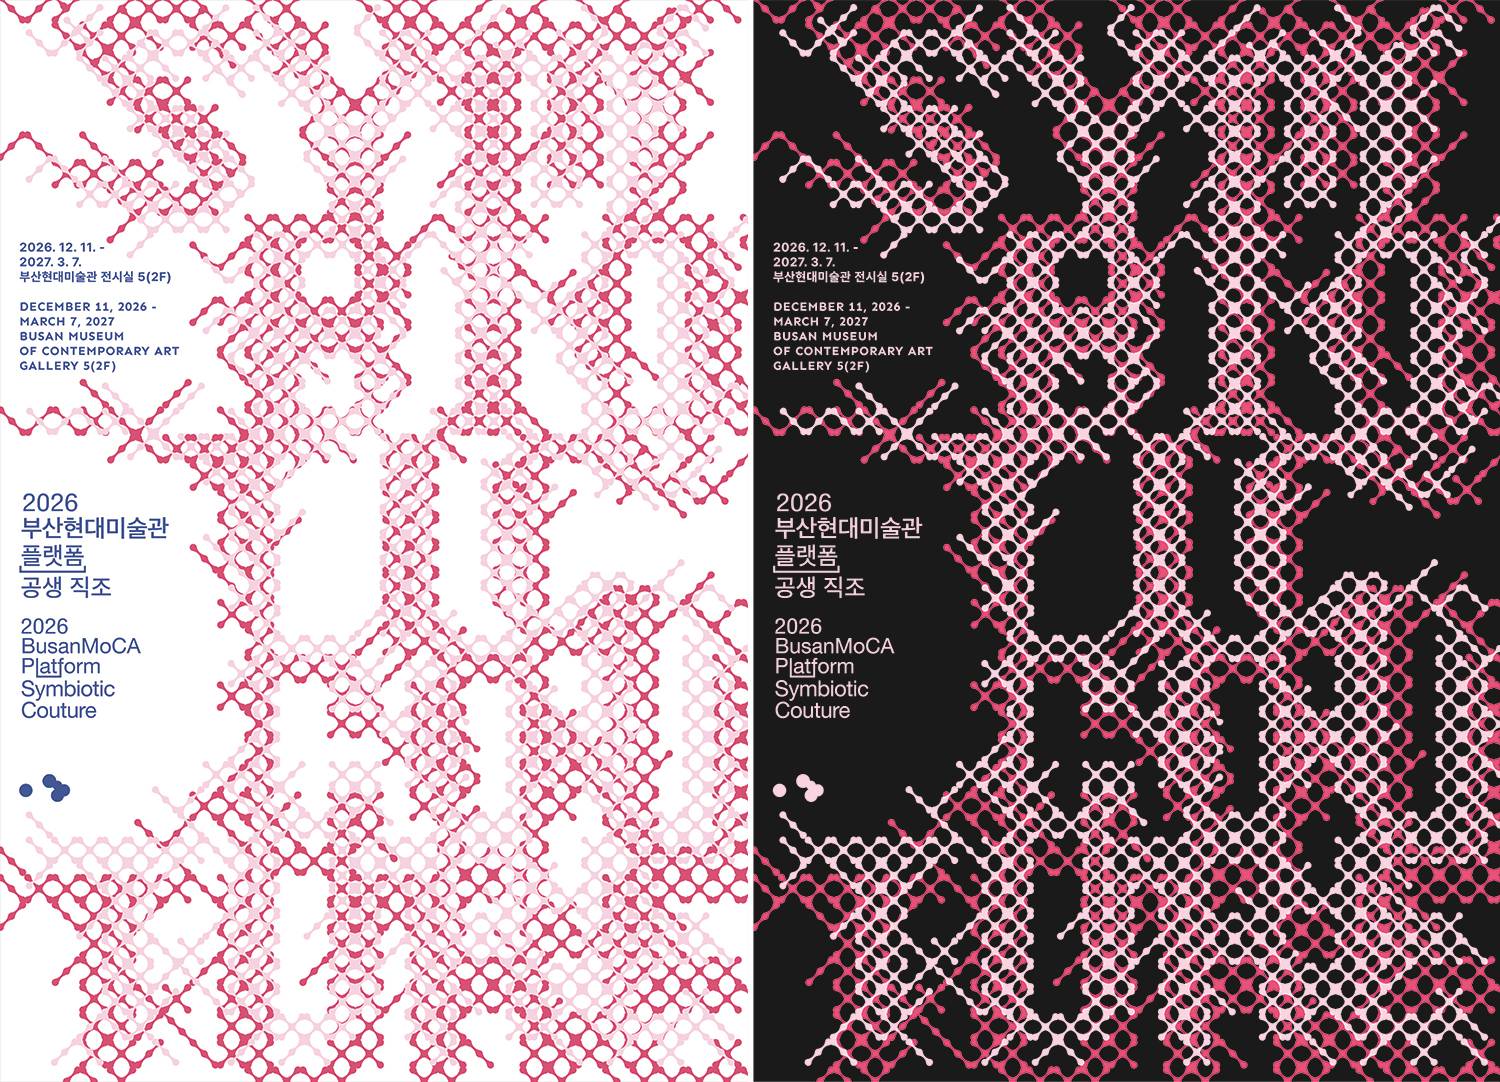 SYM
BIO
TIC
COU
TUR
2026. 12. 11. -
2027. 3. 7.
부산현대미술관 전시실 5(2F)
DECEMBER 11, 2026 -
MARCH 7, 2027
BUSAN MUSEUM
OF CONTEMPORARY ART
GALLERY 5(2F)
2026
부산현대미술관
플랫폼
공생 직조
2026
BusanMoCA
Platform
Symbiotic
Couture
2026. 12. 11. -
2027. 3. 7.
부산현대미술관 전시실 5(2F)
DECEMBER 11, 2026 -
MARCH 7, 2027
BUSAN MUSEUM
OF CONTEMPORARY ART
GALLERY 5(2F)
2026
부산현대미술관
플랫폼
공생 직조
2026
BusanMoCA
Platform
Symbiotic
Couture